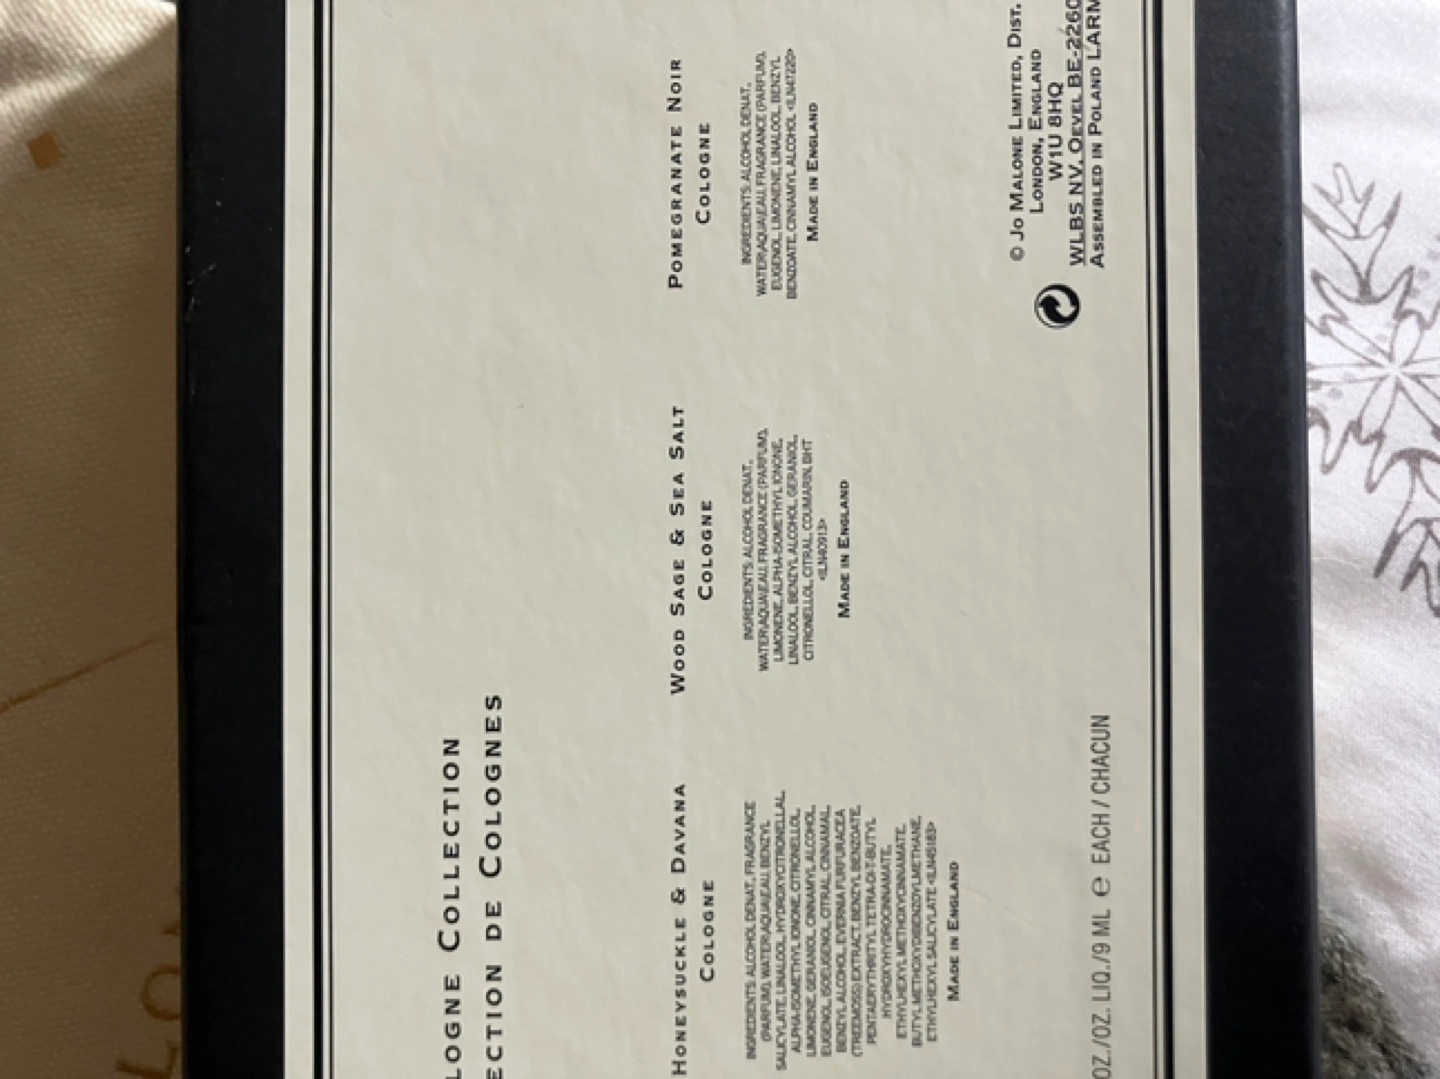 LOGNE COLLECTION
ECTION DE COLOGNES
HONEYSUCKLE & DAVANA
COLOGNE
INGREDIENTS: ALCOHOL DENAT., FRAGRANCE
(PARFUM), WATER\AQUA\EAU, BENZYL
SALICYLATE, LINALOOL, HYDROXYCITRONELLAL,
ALPHA-ISOMETHYL IONONE, CITRONELLOL,
LIMONENE, GERANIOL, CINNAMYL ALCOHOL,
EUGENOL, ISOEUGENOL, CITRAL, CINNAMAL,
BENZYL ALCOHOL, EVERNIA FURFURACEA
(TREEMOSS) EXTRACT, BENZYL BENZOATE,
PENTAERYTHRITYL TETRA-DI-T-BUTYL
HYDROXYHYDROCINNAMATE,
ETHYLHEXYL METHOXYCINNAMATE,
BUTYL METHOXYDIBENZOYLMETHANE,
ETHYLHEXYL SALICYLATE <ILN45183>
MADE IN ENGLAND
WOOD SAGE & SEA SALT
COLOGNE
INGREDIENTS: ALCOHOL DENAT.,
WATER\AQUA\EAU, FRAGRANCE (PARFUM),
LIMONENE, ALPHA-ISOMETHYL IONONE,
LINALOOL, BENZYL ALCOHOL, GERANIOL,
CITRONELLOL, CITRAL, COUMARIN, BHT
<ILN40913>
MADE IN ENGLAND
POMEGRANATE NOIR
COLOGNE
INGREDIENTS: ALCOHOL DENAT.,
WATER\AQUA\EAU, FRAGRANCE (PARFUM),
EUGENOL, LIMONENE, LINALOOL, BENZYL
BENZOATE, CINNAMYL ALCOHOL <ILN47220>
MADE IN ENGLAND
OZ./OZ. LIQ./9 ML ℮ EACH / CHACUN
© JO MALONE LIMITED, DIST.
LONDON, ENGLAND
W1U 8HQ
WLBS NV. OEVEL BE-2260
ASSEMBLED IN POLAND LARM